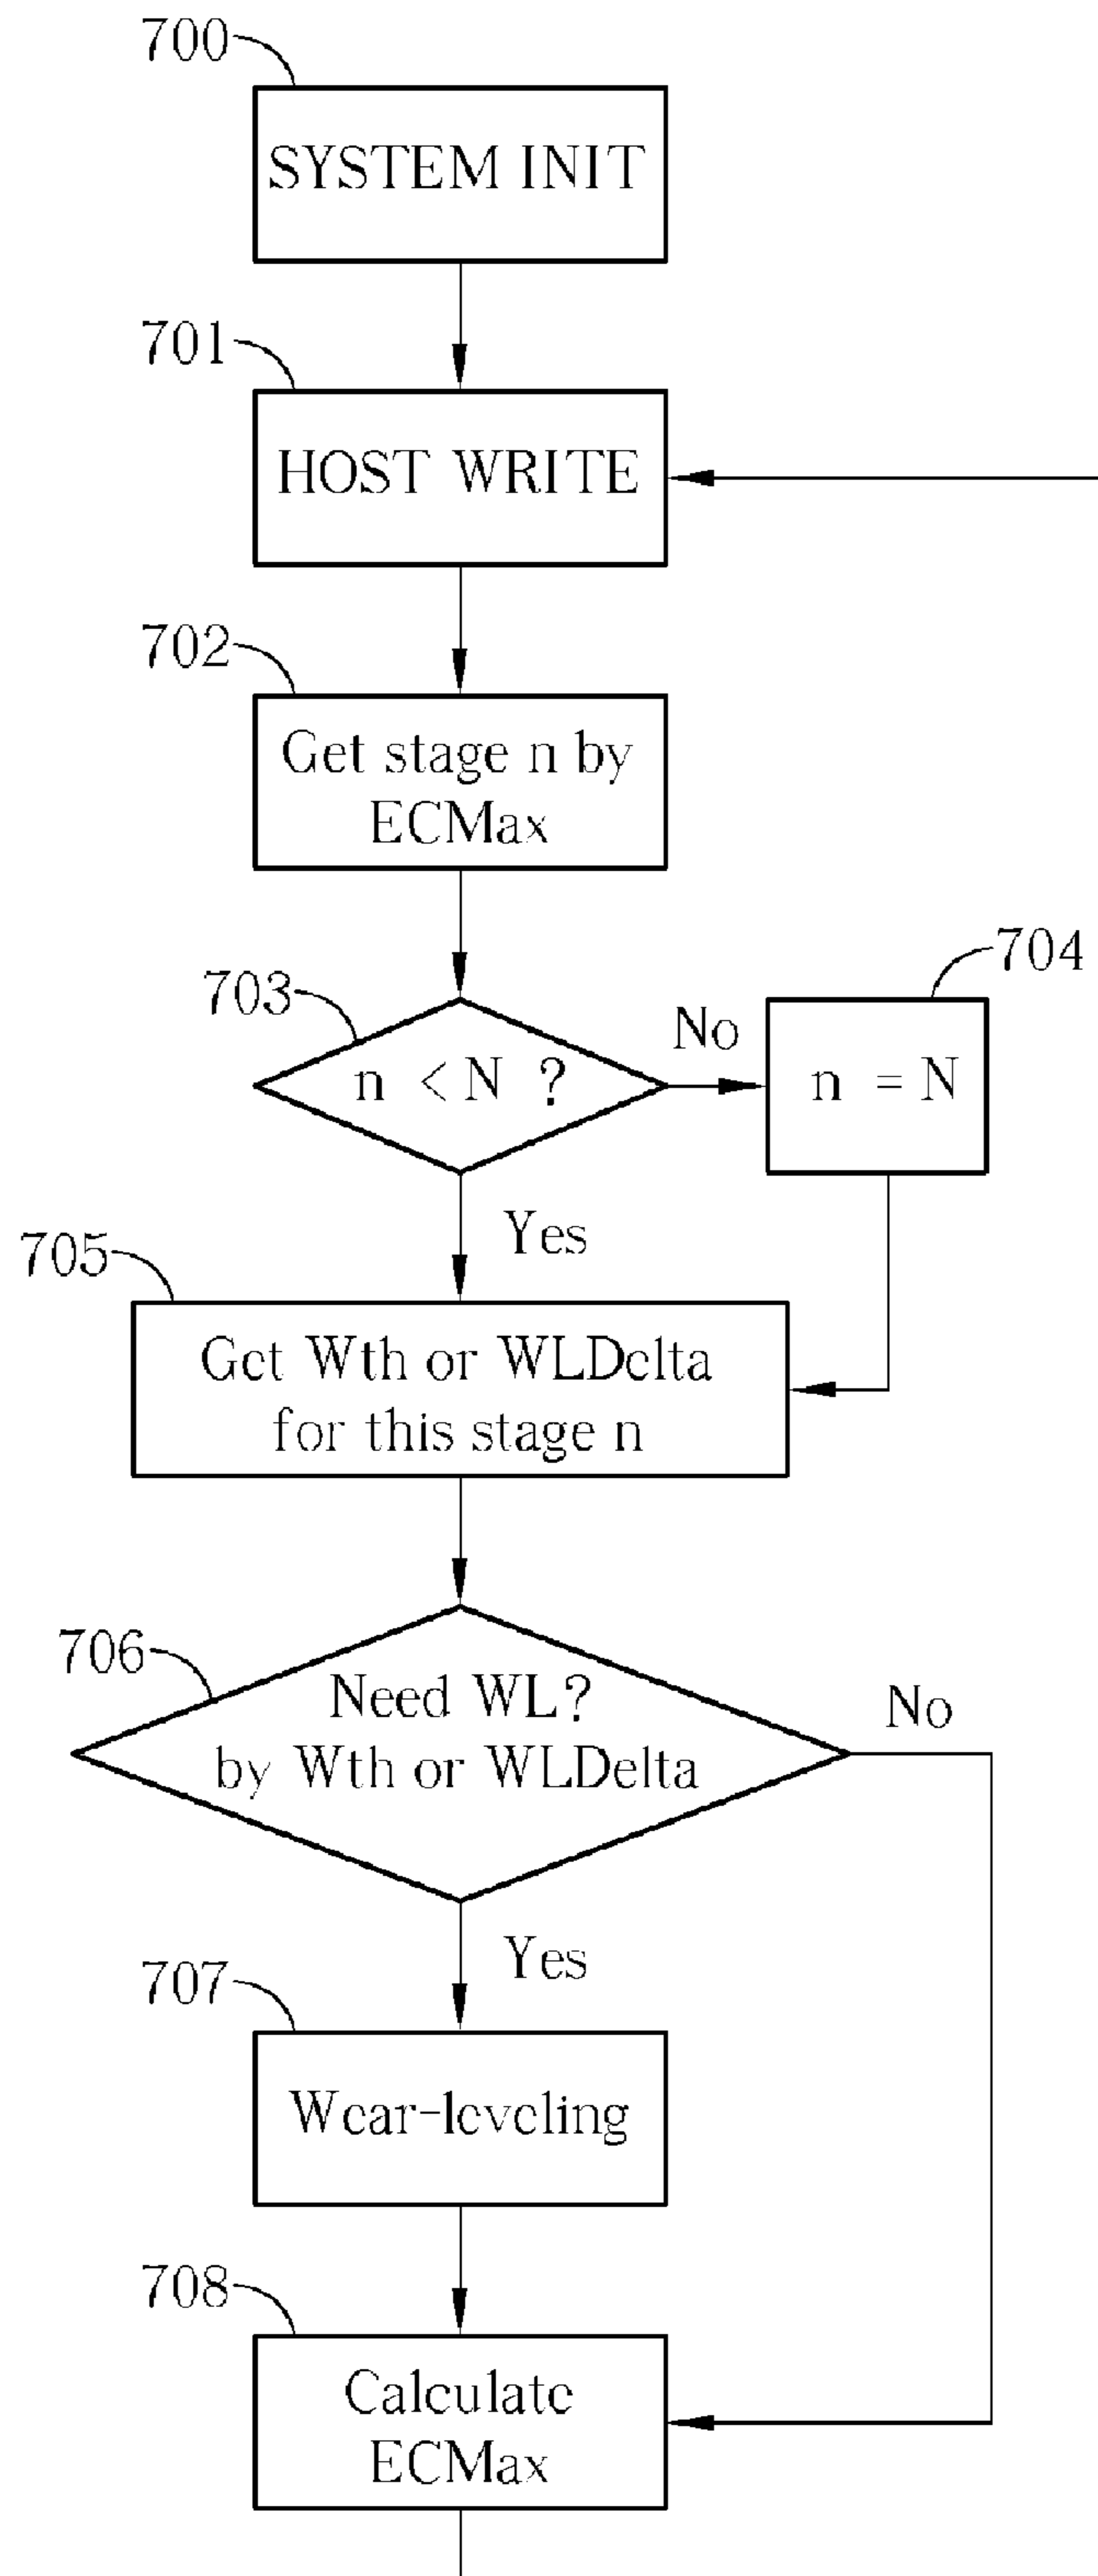 700
SYSTEM INIT
701
HOST WRITE
702
Get stage n by
ECMax
703
n < N ?
No
704
n = N
Yes
705
Get Wth or WLDelta
for this stage n
706
Need WL?
by Wth or WLDelta
No
Yes
707
Wear-leveling
708
Calculate
ECMax